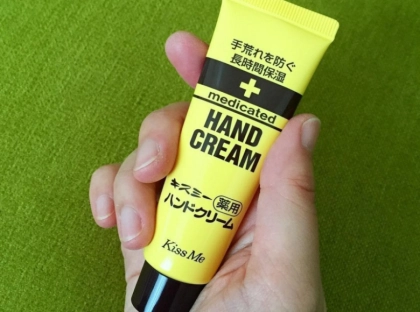 手荒れを防ぐ
長時間保湿
medicated
HAND
CREAM
キスミー 薬用
ハンドクリーム
KissMe